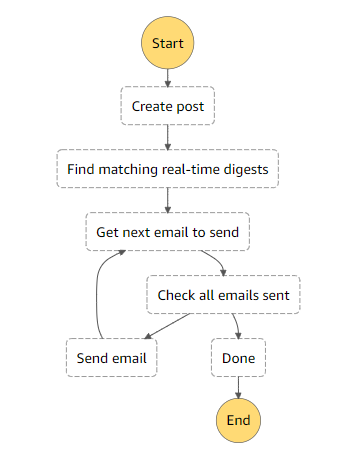 Start
Create post
Find matching real-time digests
Get next email to send
Check all emails sent
Send email
Done
End